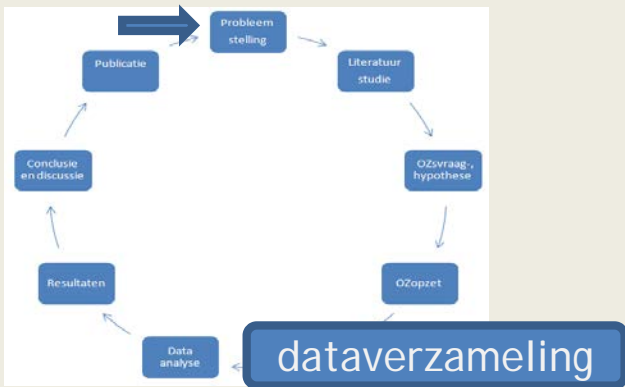 Probleem
stelling
Literatuur
studie
OZsvraag-,
hypothese
OZopzet
dataverzameling
Data
analyse
Resultaten
Conclusie
en discussie
Publicatie